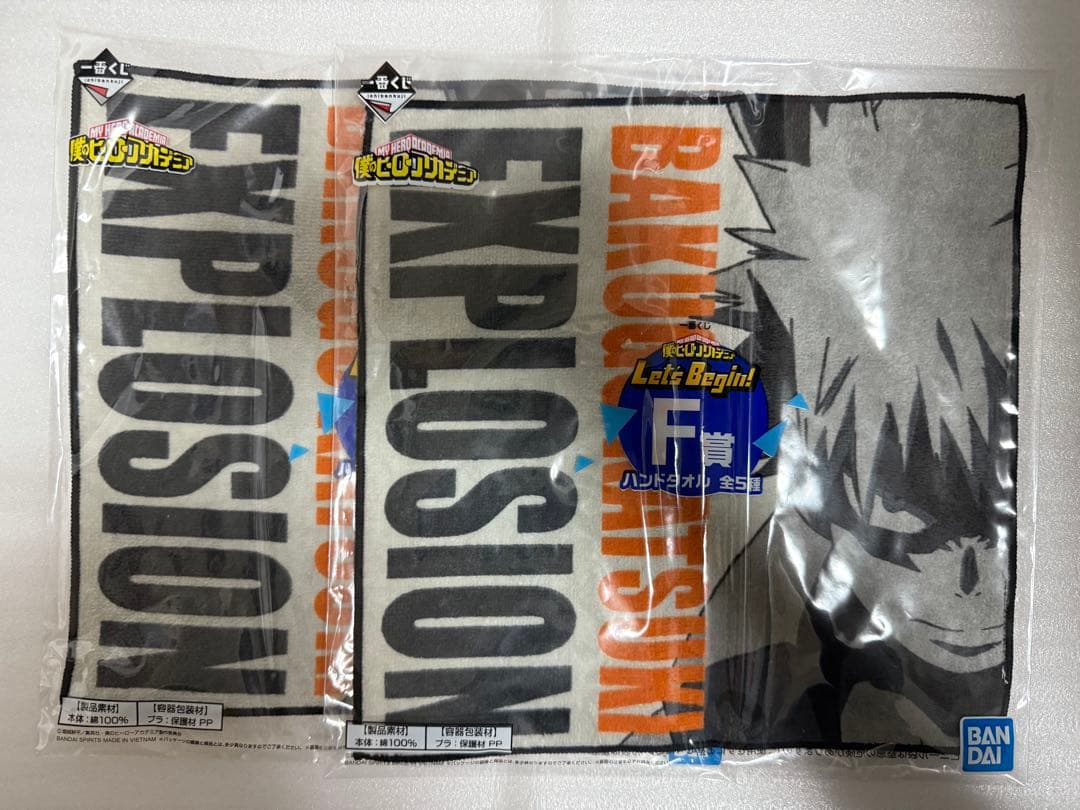 一番くじ
ichibankuji
MY HERO ACADEMIA
僕のヒーローアカデミア
EXPLOSION
【製品素材】
本体：綿100%
【容器包装材】
プラ：保護材 PP
BANDAI SPIRITS MADE IN VIETNAM
一番くじ
ichibankuji
MY HERO ACADEMIA
僕のヒーローアカデミア
EXPLOSION
一番くじ
僕のヒーローアカデミア
Let's Begin!
F賞
ハンドタオル 全5種
【製品素材】
本体：綿100%
【容器包装材】
プラ：保護材 PP
BAN
DAI